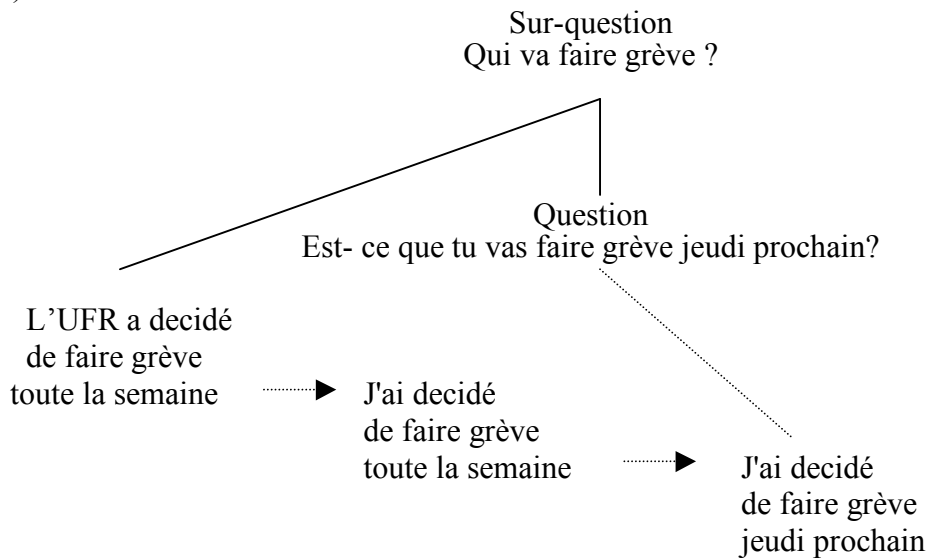 Sur-question
Qui va faire grève ?
Question
Est- ce que tu vas faire grève jeudi prochain?
L’UFR a decidé
de faire grève
toute la semaine
J'ai decidé
de faire grève
toute la semaine
J'ai decidé
de faire grève
jeudi prochain